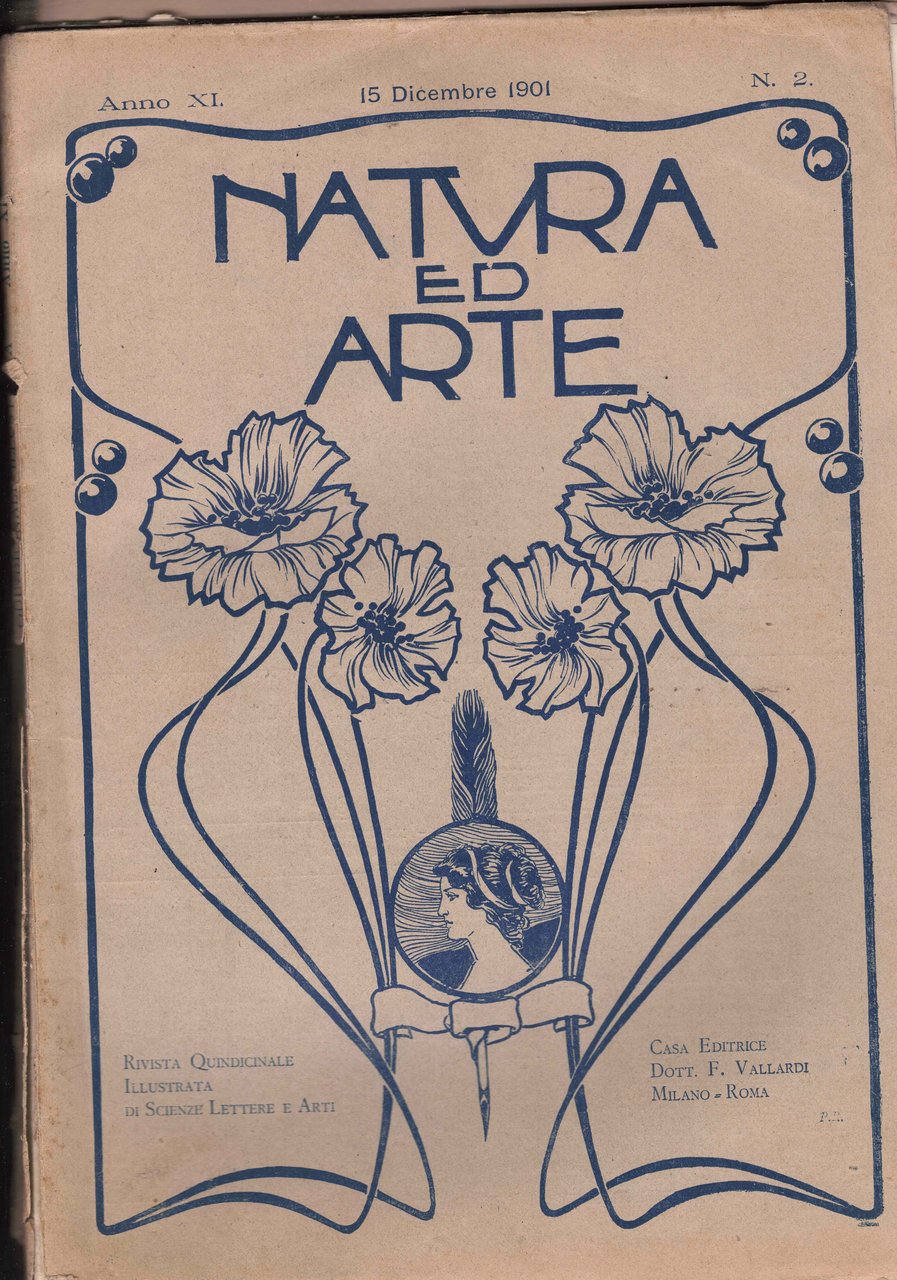 Anno XI.
15 Dicembre 1901
N. 2.
NATVRA
ED
ARTE
RIVISTA QUINDICINALE
ILLUSTRATA
DI SCIENZE LETTERE E ARTI
CASA EDITRICE
DOTT. F. VALLARDI
MILANO = ROMA
P.R.